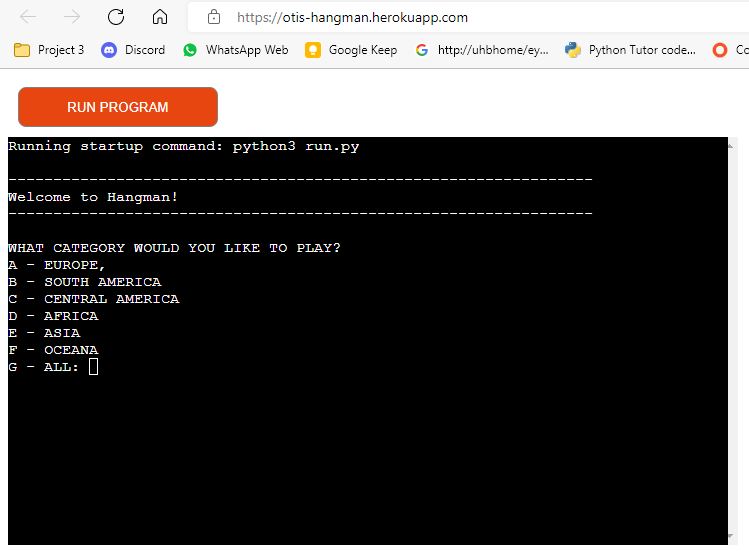 https://otis-hangman.herokuapp.com
Project 3 Discord WhatsApp Web Google Keep http://uhbhome/ey... Python Tutor code... Co
RUN PROGRAM
Running startup command: python3 run.py
-----------------------------------------------------------------
Welcome to Hangman!
-----------------------------------------------------------------
WHAT CATEGORY WOULD YOU LIKE TO PLAY?
A - EUROPE,
B - SOUTH AMERICA
C - CENTRAL AMERICA
D - AFRICA
E - ASIA
F - OCEANA
G - ALL: